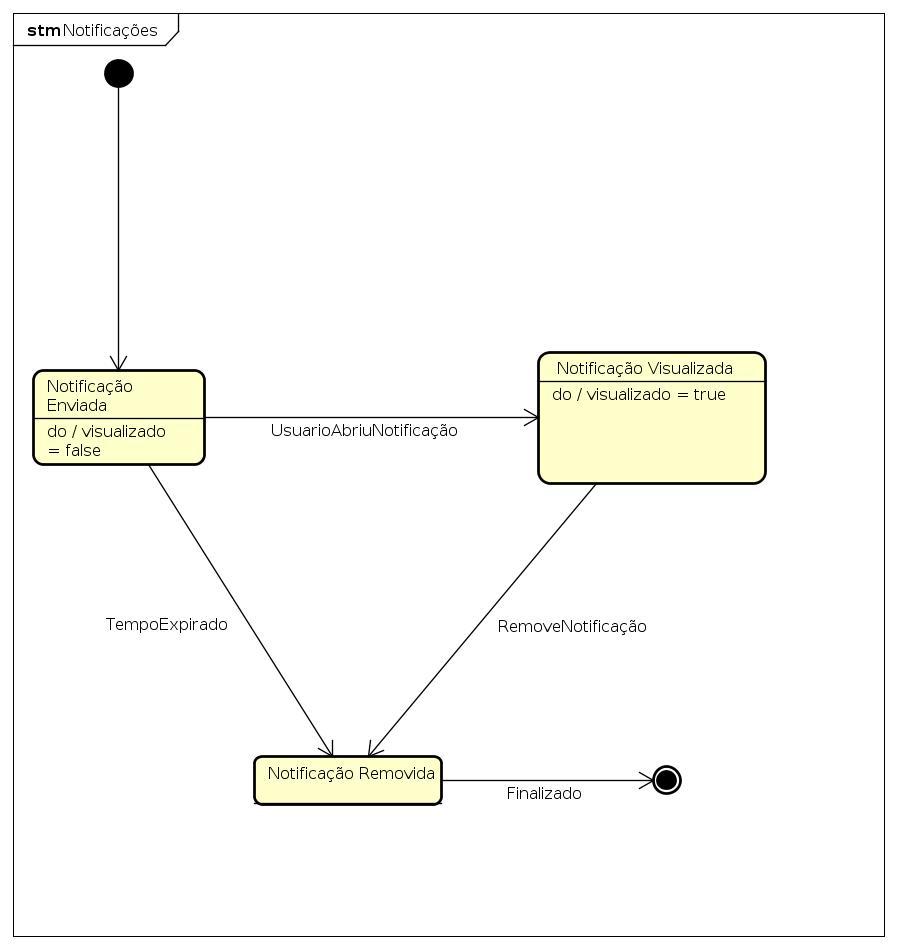 stm Notificações
Notificação
Enviada
do / visualizado
= false
Notificação Visualizada
do / visualizado = true
UsuarioAbriuNotificação
TempoExpirado
RemoveNotificação
Notificação Removida
Finalizado